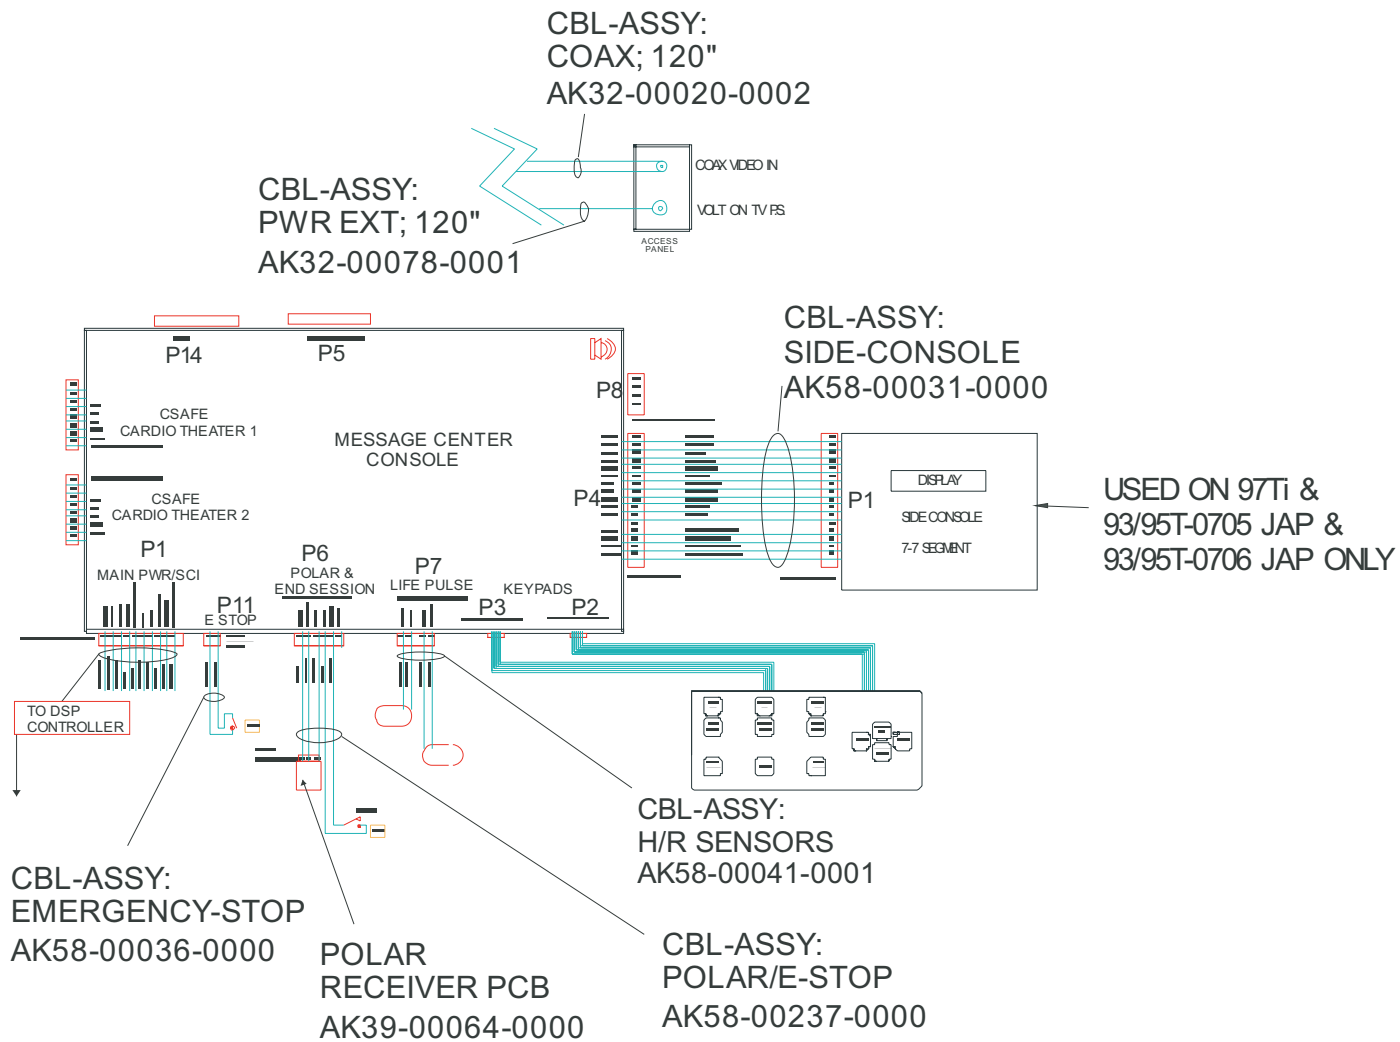 CBL-ASSY:
COAX; 120"
AK32-00020-0002
COAX VIDEO IN
VOLT ON TV P.S.
ACCESS
PANEL
CBL-ASSY:
PWR EXT; 120"
AK32-00078-0001
CBL-ASSY:
SIDE-CONSOLE
AK58-00031-0000
P14
P5
P8
CSAFE
CARDIO THEATER 1
MESSAGE CENTER
CONSOLE
CSAFE
CARDIO THEATER 2
P4
P1
DISPLAY
SIDE CONSOLE
7-7 SEGMENT
USED ON 97Ti &
93/95T-0705 JAP &
93/95T-0706 JAP ONLY
P1
MAIN PWR/SCI
P11
E STOP
P6
POLAR &
END SESSION
P7
LIFE PULSE
KEYPADS
P3
P2
TO DSP
CONTROLLER
CBL-ASSY:
H/R SENSORS
AK58-00041-0001
CBL-ASSY:
EMERGENCY-STOP
AK58-00036-0000
POLAR
RECEIVER PCB
AK39-00064-0000
CBL-ASSY:
POLAR/E-STOP
AK58-00237-0000